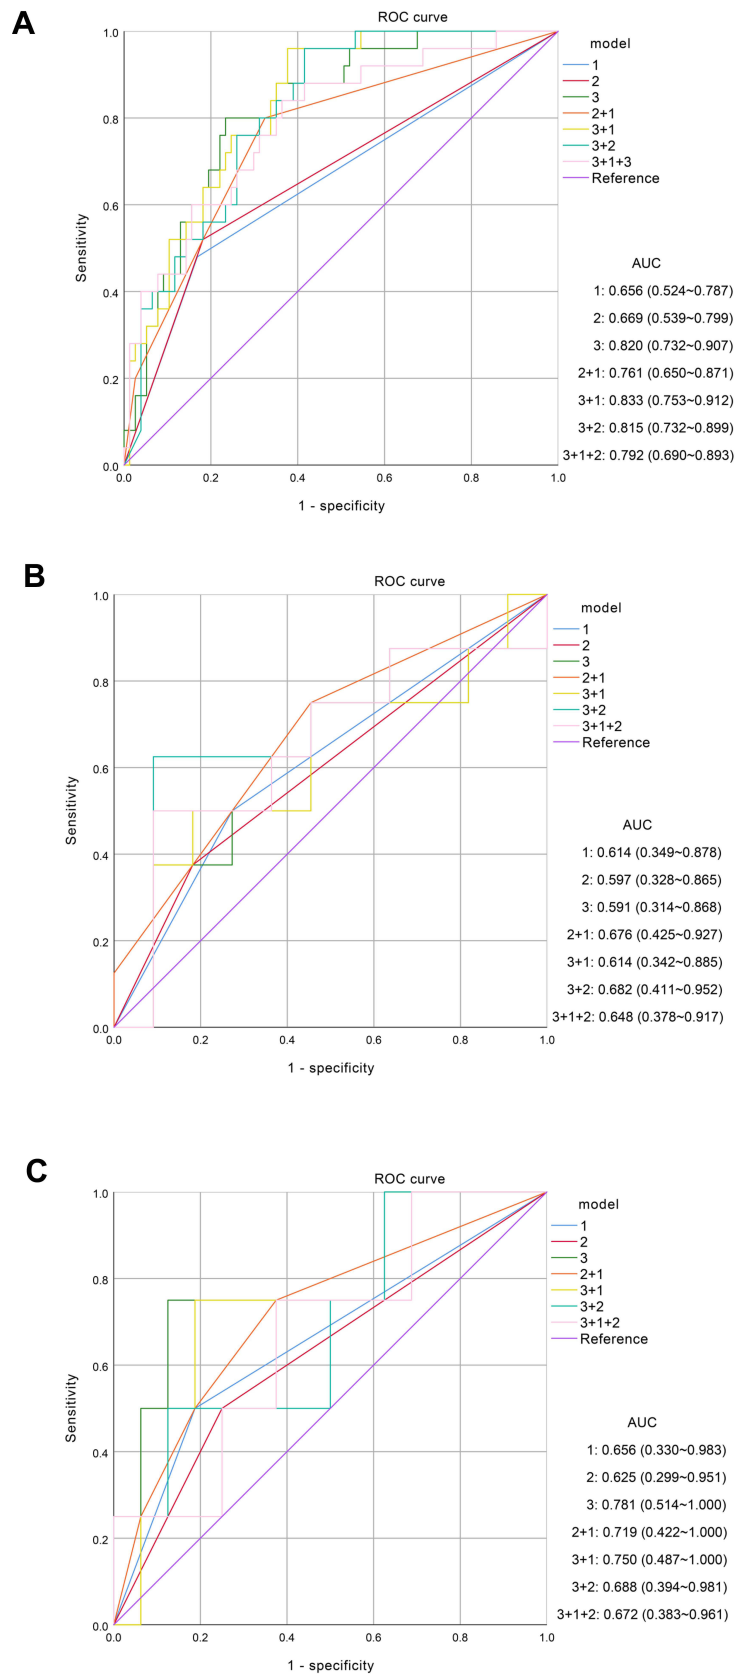 A
ROC curve
1.0
0.8
0.6
0.4
0.2
0.0
Sensitivity
0.0 0.2 0.4 0.6 0.8 1.0
1 - specificity
model
1
2
3
2+1
3+1
3+2
3+1+3
Reference
AUC
1: 0.656 (0.524~0.787)
2: 0.669 (0.539~0.799)
3: 0.820 (0.732~0.907)
2+1: 0.761 (0.650~0.871)
3+1: 0.833 (0.753~0.912)
3+2: 0.815 (0.732~0.899)
3+1+2: 0.792 (0.690~0.893)
B
ROC curve
1.0
0.8
0.6
0.4
0.2
0.0
Sensitivity
0.0 0.2 0.4 0.6 0.8 1.0
1 - specificity
model
1
2
3
2+1
3+1
3+2
3+1+2
Reference
AUC
1: 0.614 (0.349~0.878)
2: 0.597 (0.328~0.865)
3: 0.591 (0.314~0.868)
2+1: 0.676 (0.425~0.927)
3+1: 0.614 (0.342~0.885)
3+2: 0.682 (0.411~0.952)
3+1+2: 0.648 (0.378~0.917)
C
ROC curve
1.0
0.8
0.6
0.4
0.2
0.0
Sensitivity
0.0 0.2 0.4 0.6 0.8 1.0
1 - specificity
model
1
2
3
2+1
3+1
3+2
3+1+2
Reference
AUC
1: 0.656 (0.330~0.983)
2: 0.625 (0.299~0.951)
3: 0.781 (0.514~1.000)
2+1: 0.719 (0.422~1.000)
3+1: 0.750 (0.487~1.000)
3+2: 0.688 (0.394~0.981)
3+1+2: 0.672 (0.383~0.961)